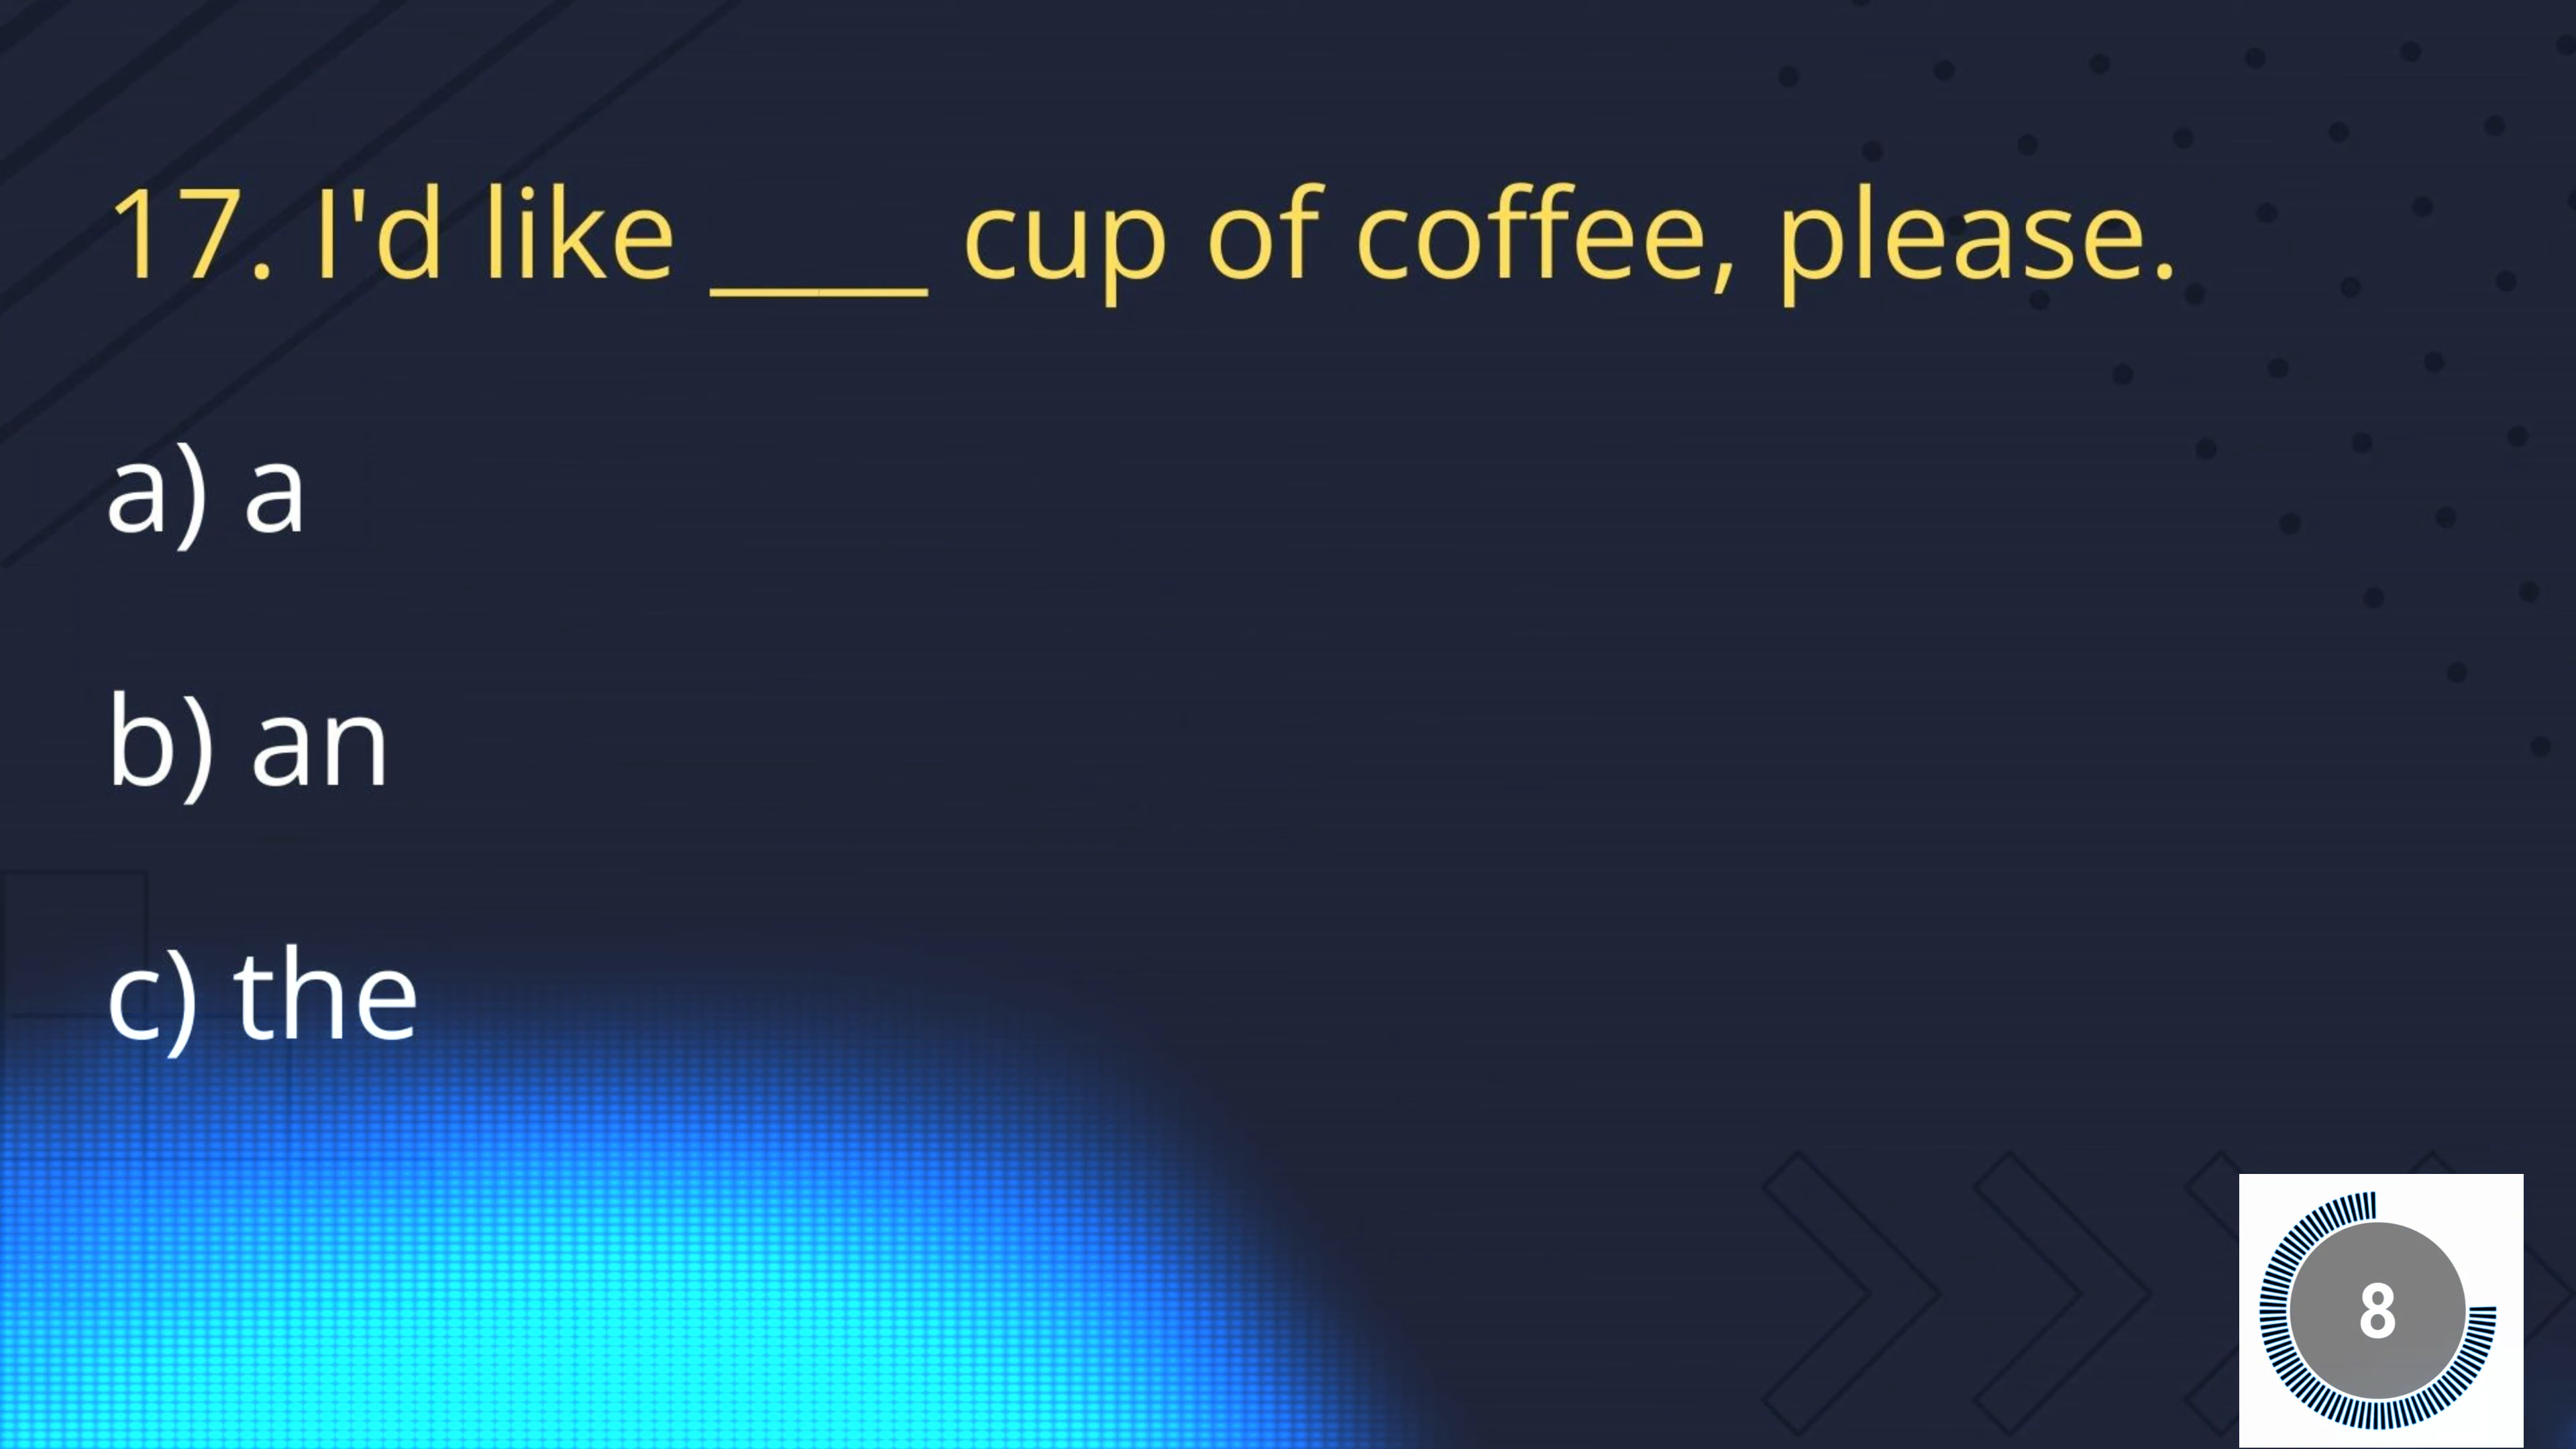 17. I'd like ____ cup of coffee, please.
a) a
b) an
c) the
8